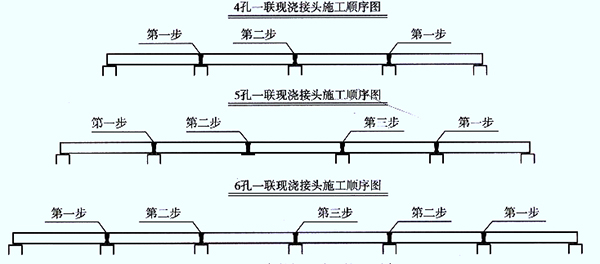 4孔一联现浇接头施工顺序图
第一步 第二步 第一步
5孔一联现浇接头施工顺序图
第一步 第二步 第三步 第一步
6孔一联现浇接头施工顺序图
第一步 第二步 第三步 第二步 第一步